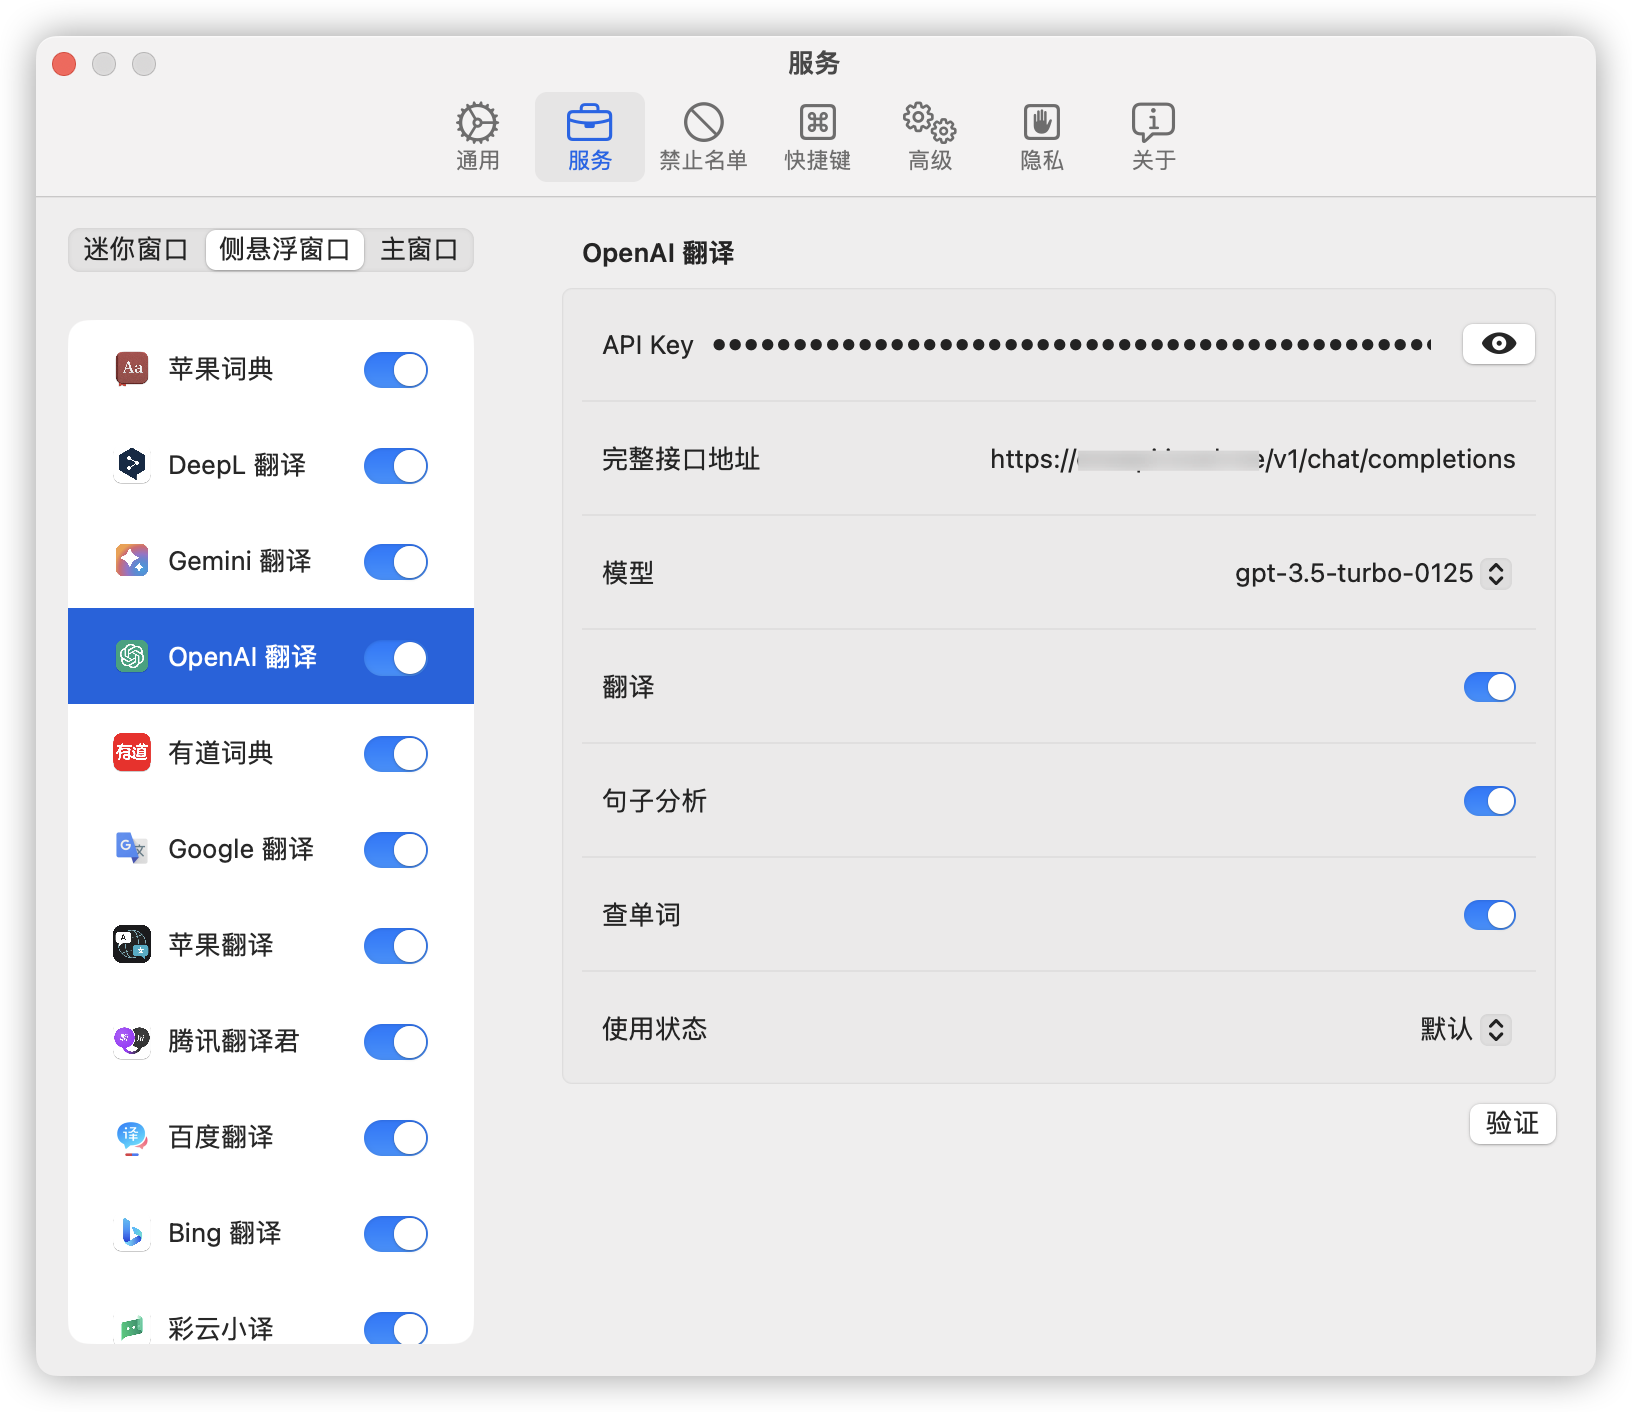 服务
通用
服务
禁止名单
快捷键
高级
隐私
关于
迷你窗口
侧悬浮窗口
主窗口
苹果词典
DeepL 翻译
Gemini 翻译
OpenAI 翻译
有道词典
Google 翻译
苹果翻译
腾讯翻译君
百度翻译
Bing 翻译
彩云小译
OpenAI 翻译
API Key
完整接口地址
https://
e/v1/chat/completions
模型
gpt-3.5-turbo-0125
翻译
句子分析
查单词
使用状态
默认
验证
Aa
有道
G
文
A
译